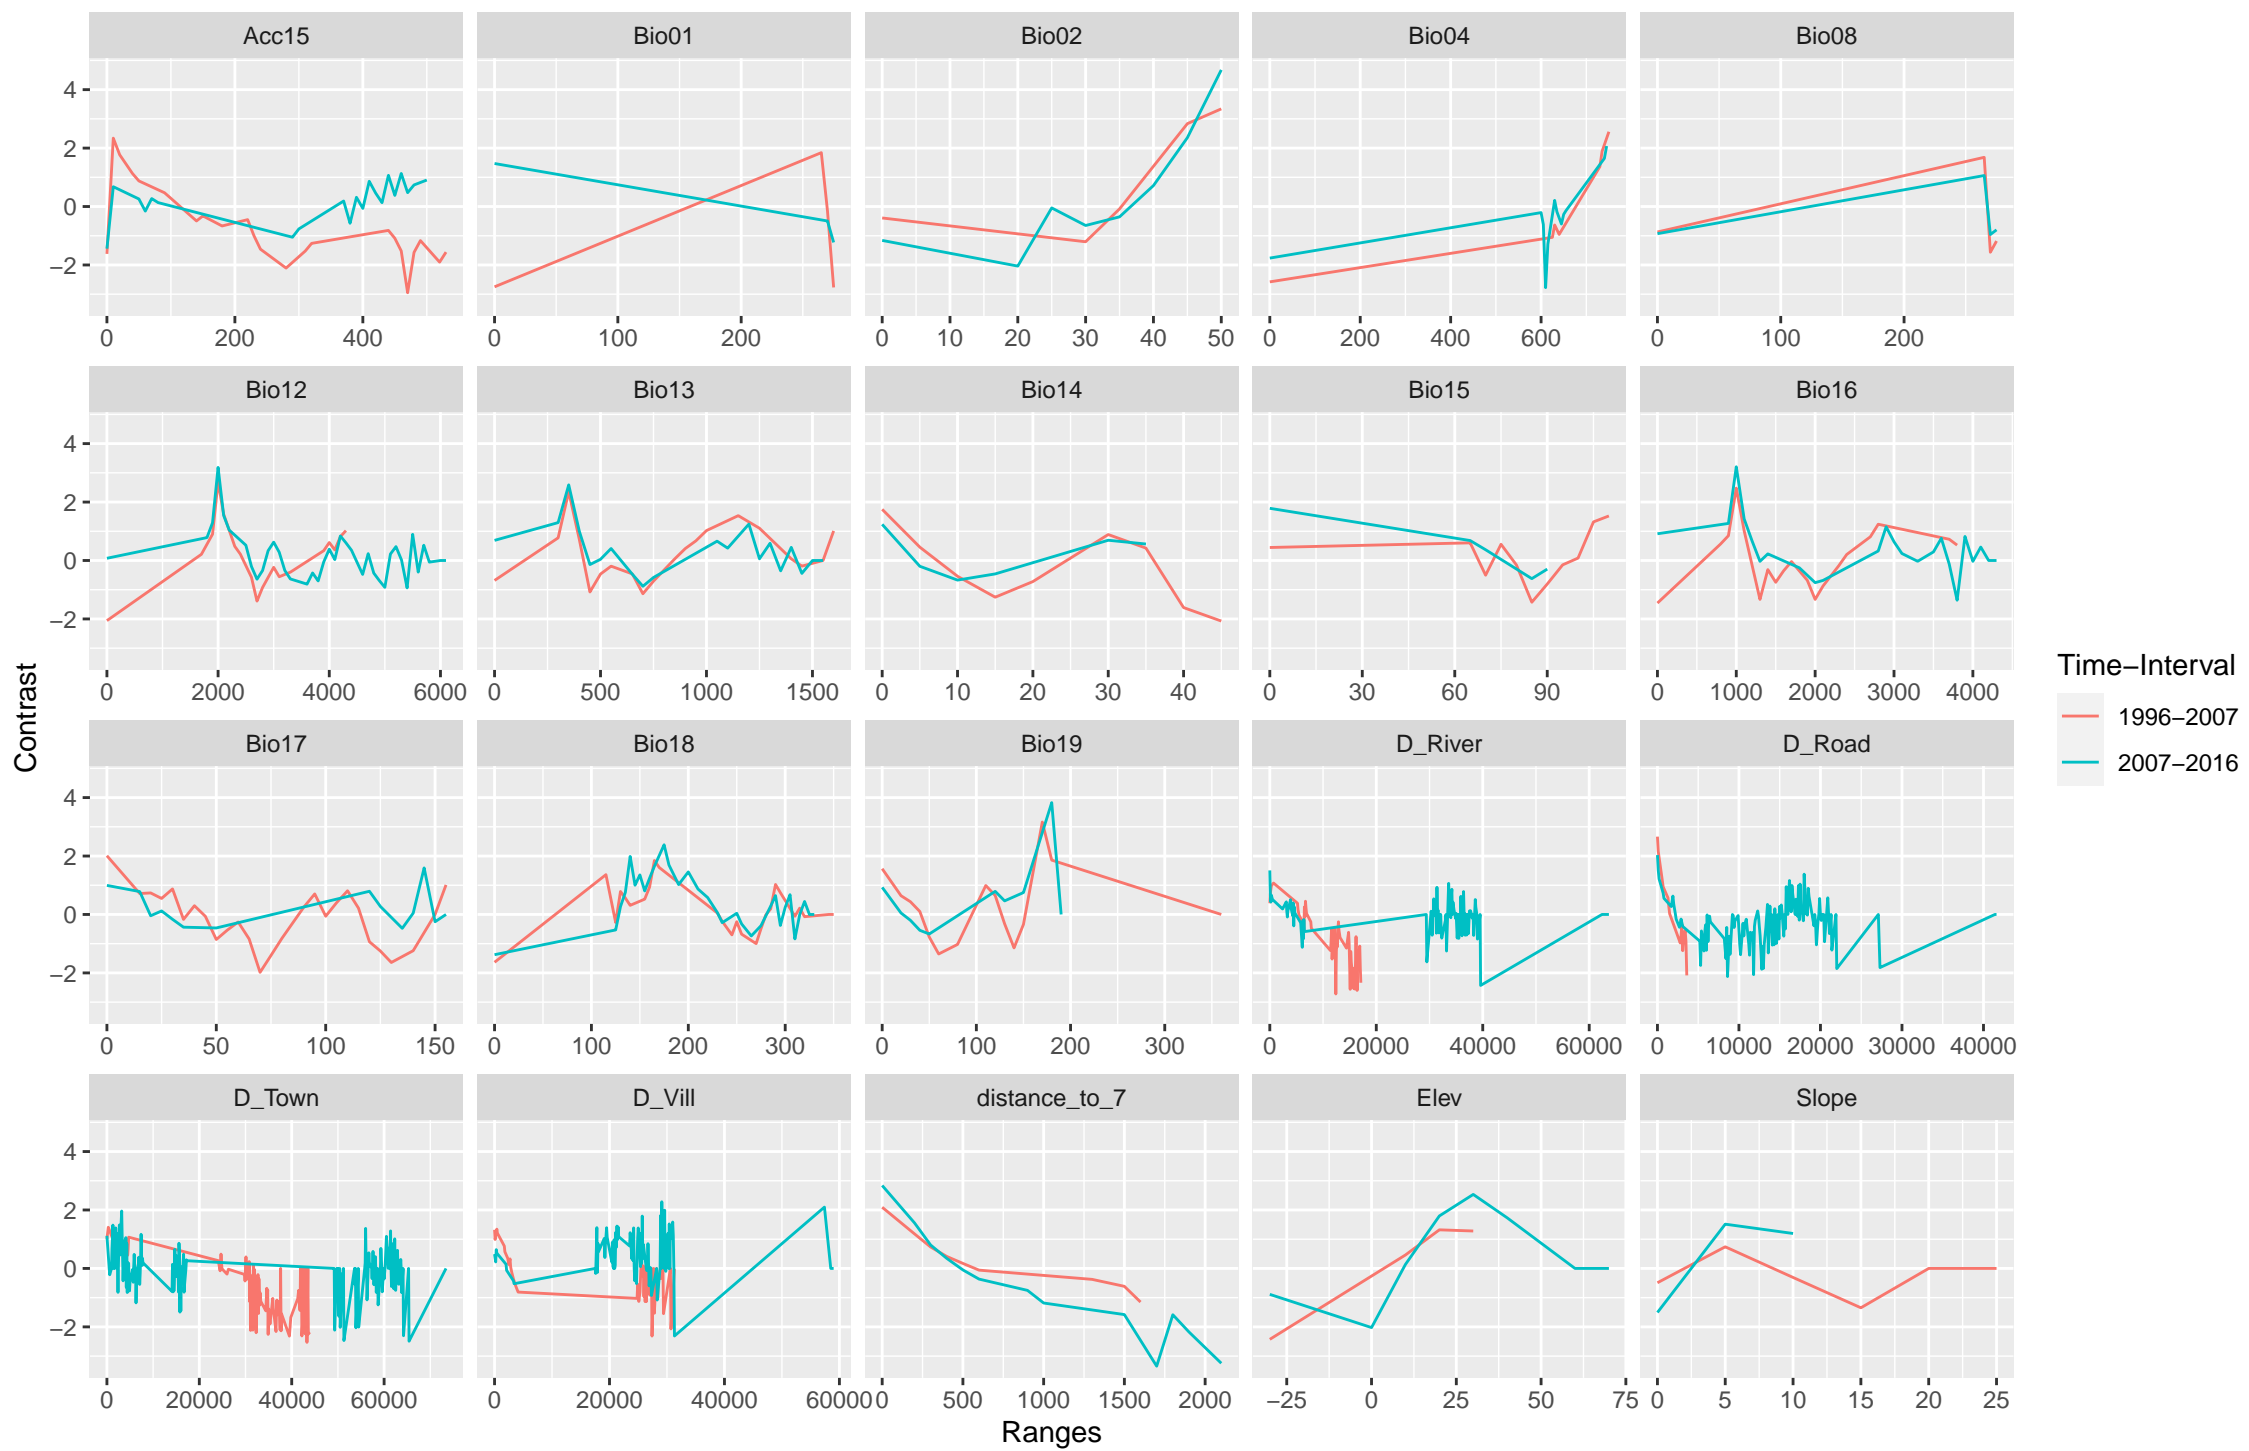 Acc15 Bio01 Bio02 Bio04 Bio08
4
2
0
−2
0 200 400 0 100 200 0 10 20 30 40 50 0 200 400 600 0 100 200
Bio12 Bio13 Bio14 Bio15 Bio16
4
2
0
−2
0 2000 4000 6000 0 500 1000 1500 0 10 20 30 40 0 30 60 90 0 1000 2000 3000 4000
Contrast
Bio17 Bio18 Bio19 D_River D_Road
4
2
0
−2
0 50 100 150 0 100 200 300 0 100 200 300 0 20000 40000 60000 0 10000 20000 30000 40000
D_Town D_Vill distance_to_7 Elev Slope
4
2
0
−2
0 20000 40000 60000 0 20000 40000 60000 0 500 1000 1500 2000 −25 0 25 50 75 0 5 10 15 20 25
Ranges
Time−Interval
1996−2007
2007−2016